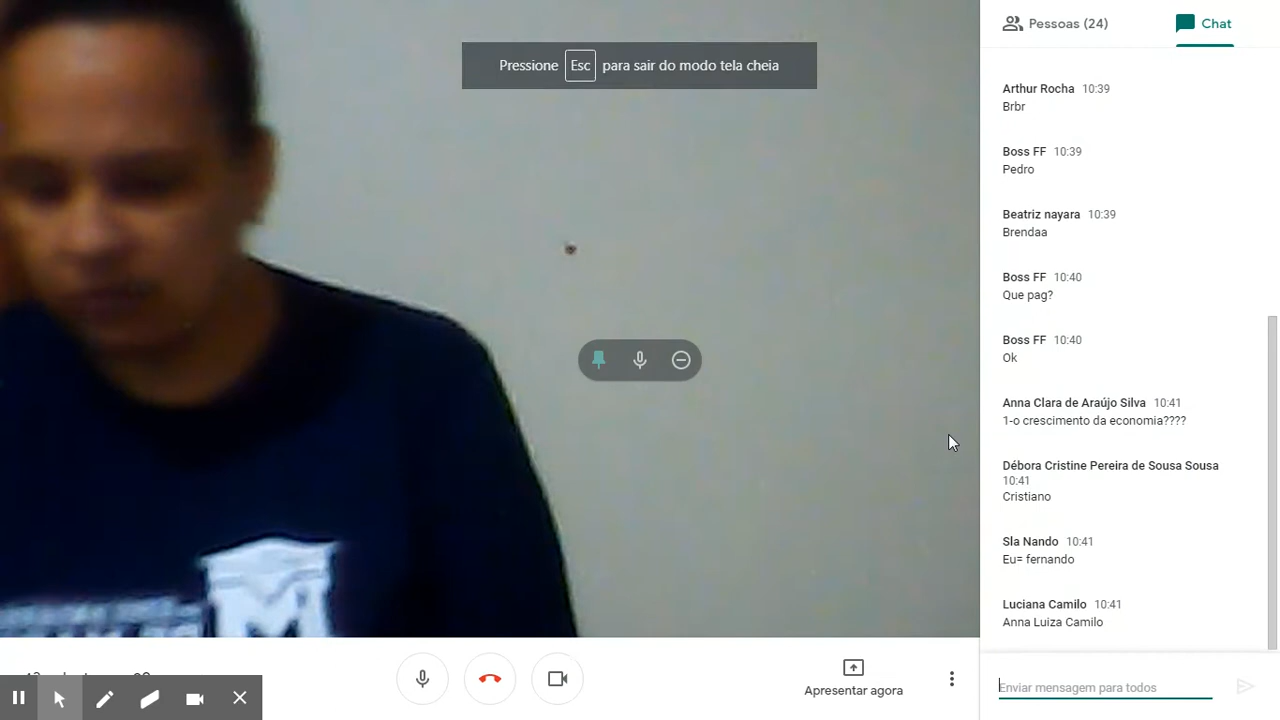 Pressione Esc para sair do modo tela cheia
Pessoas (24)
Chat
Arthur Rocha 10:39
Brbr
Boss FF 10:39
Pedro
Beatriz nayara 10:39
Brendaa
Boss FF 10:40
Que pag?
Boss FF 10:40
Ok
Anna Clara de Araújo Silva 10:41
1-o crescimento da economia????
Débora Cristine Pereira de Sousa Sousa
10:41
Cristiano
Sla Nando 10:41
Eu= fernando
Luciana Camilo 10:41
Anna Luiza Camilo
M
Apresentar agora
Enviar mensagem para todos